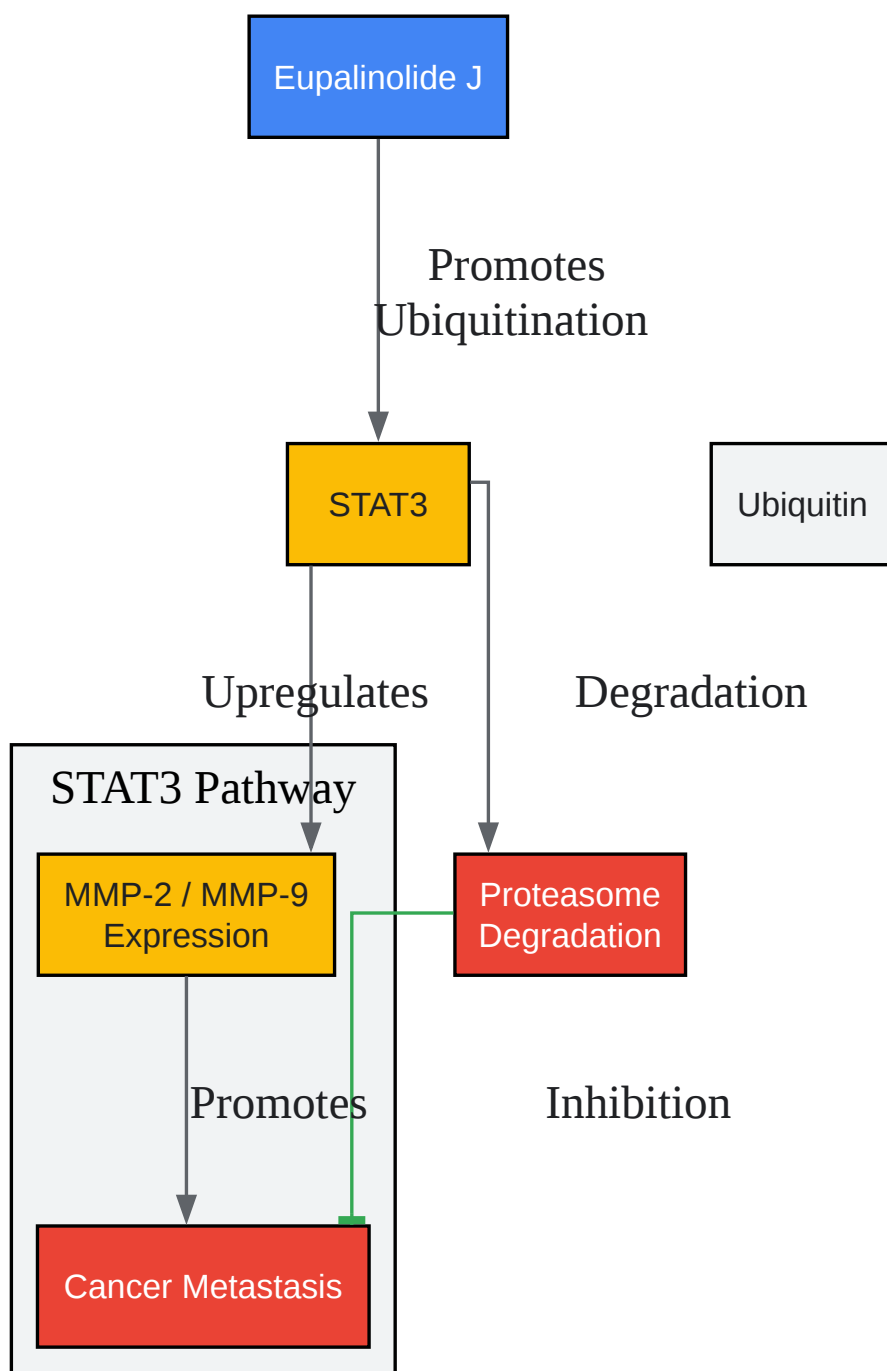 Eupalinolide J
Promotes
Ubiquitination
STAT3
Ubiquitin
Upregulates
Degradation
STAT3 Pathway
MMP-2 / MMP-9
Expression
Proteasome
Degradation
Promotes
Inhibition
Cancer Metastasis